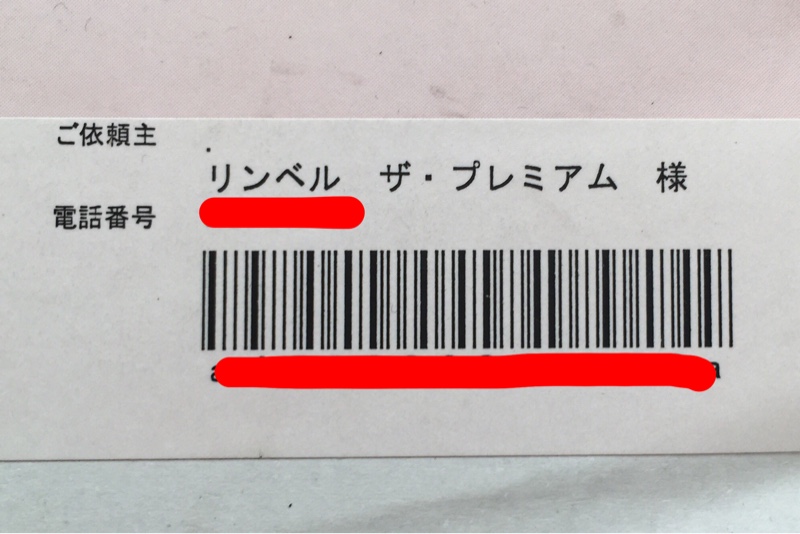 ご依頼主
リンベル ザ・プレミアム 様
電話番号
a a